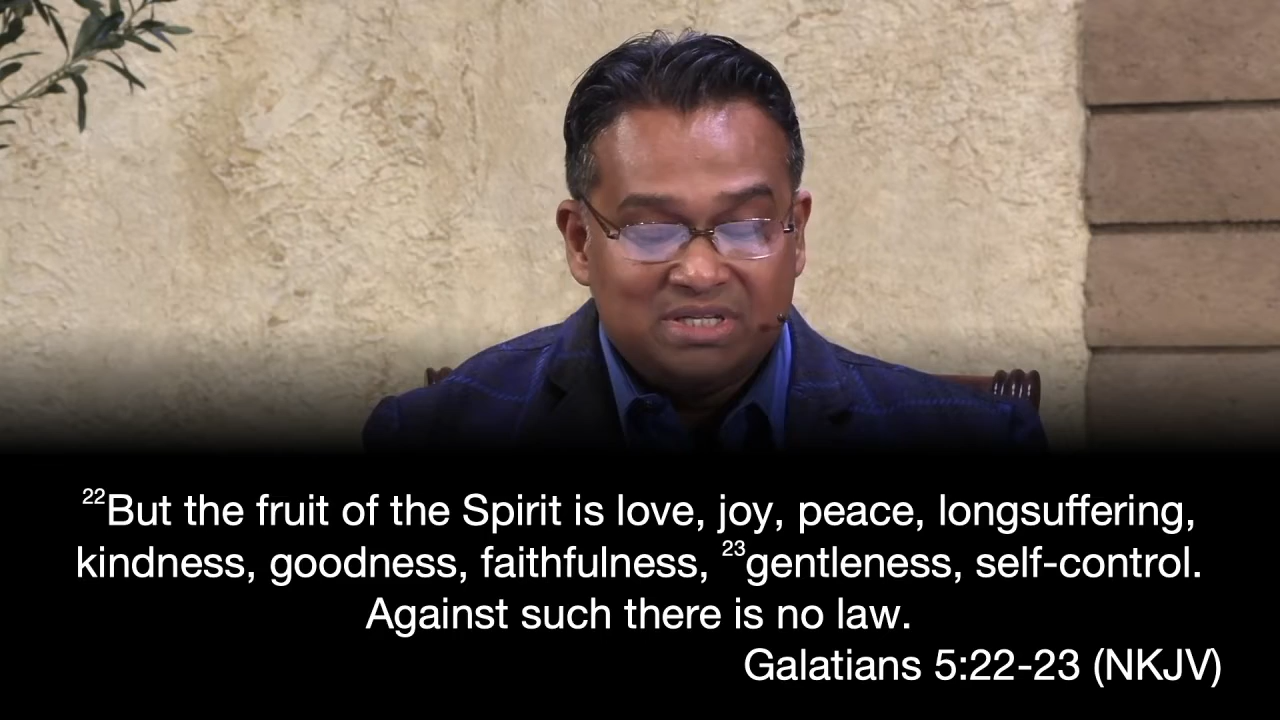 ²²But the fruit of the Spirit is love, joy, peace, longsuffering,
kindness, goodness, faithfulness, ²³gentleness, self-control.
Against such there is no law.
Galatians 5:22-23 (NKJV)